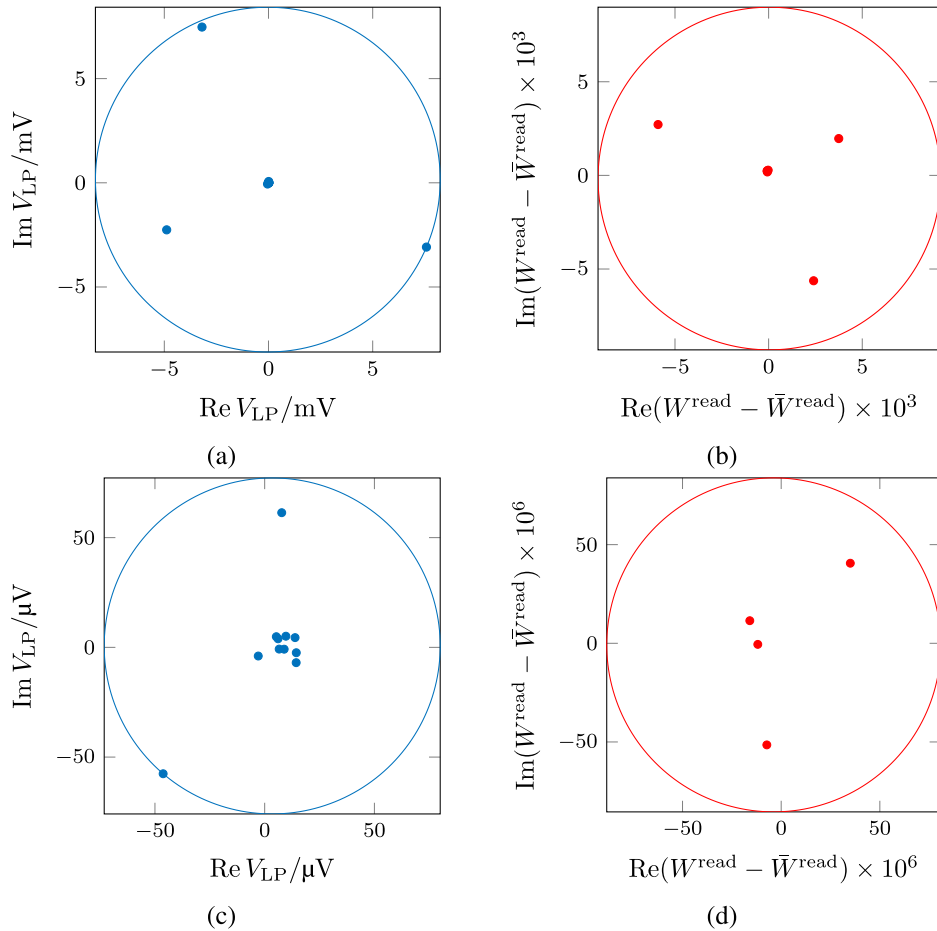 5
0
−5
−5
0
5
Im V_LP/mV
Re V_LP/mV
(a)
5
0
−5
−5
0
5
Im(W^read − W̄^read) × 10^3
Re(W^read − W̄^read) × 10^3
(b)
50
0
−50
−50
0
50
Im V_LP/µV
Re V_LP/µV
(c)
50
0
−50
−50
0
50
Im(W^read − W̄^read) × 10^6
Re(W^read − W̄^read) × 10^6
(d)